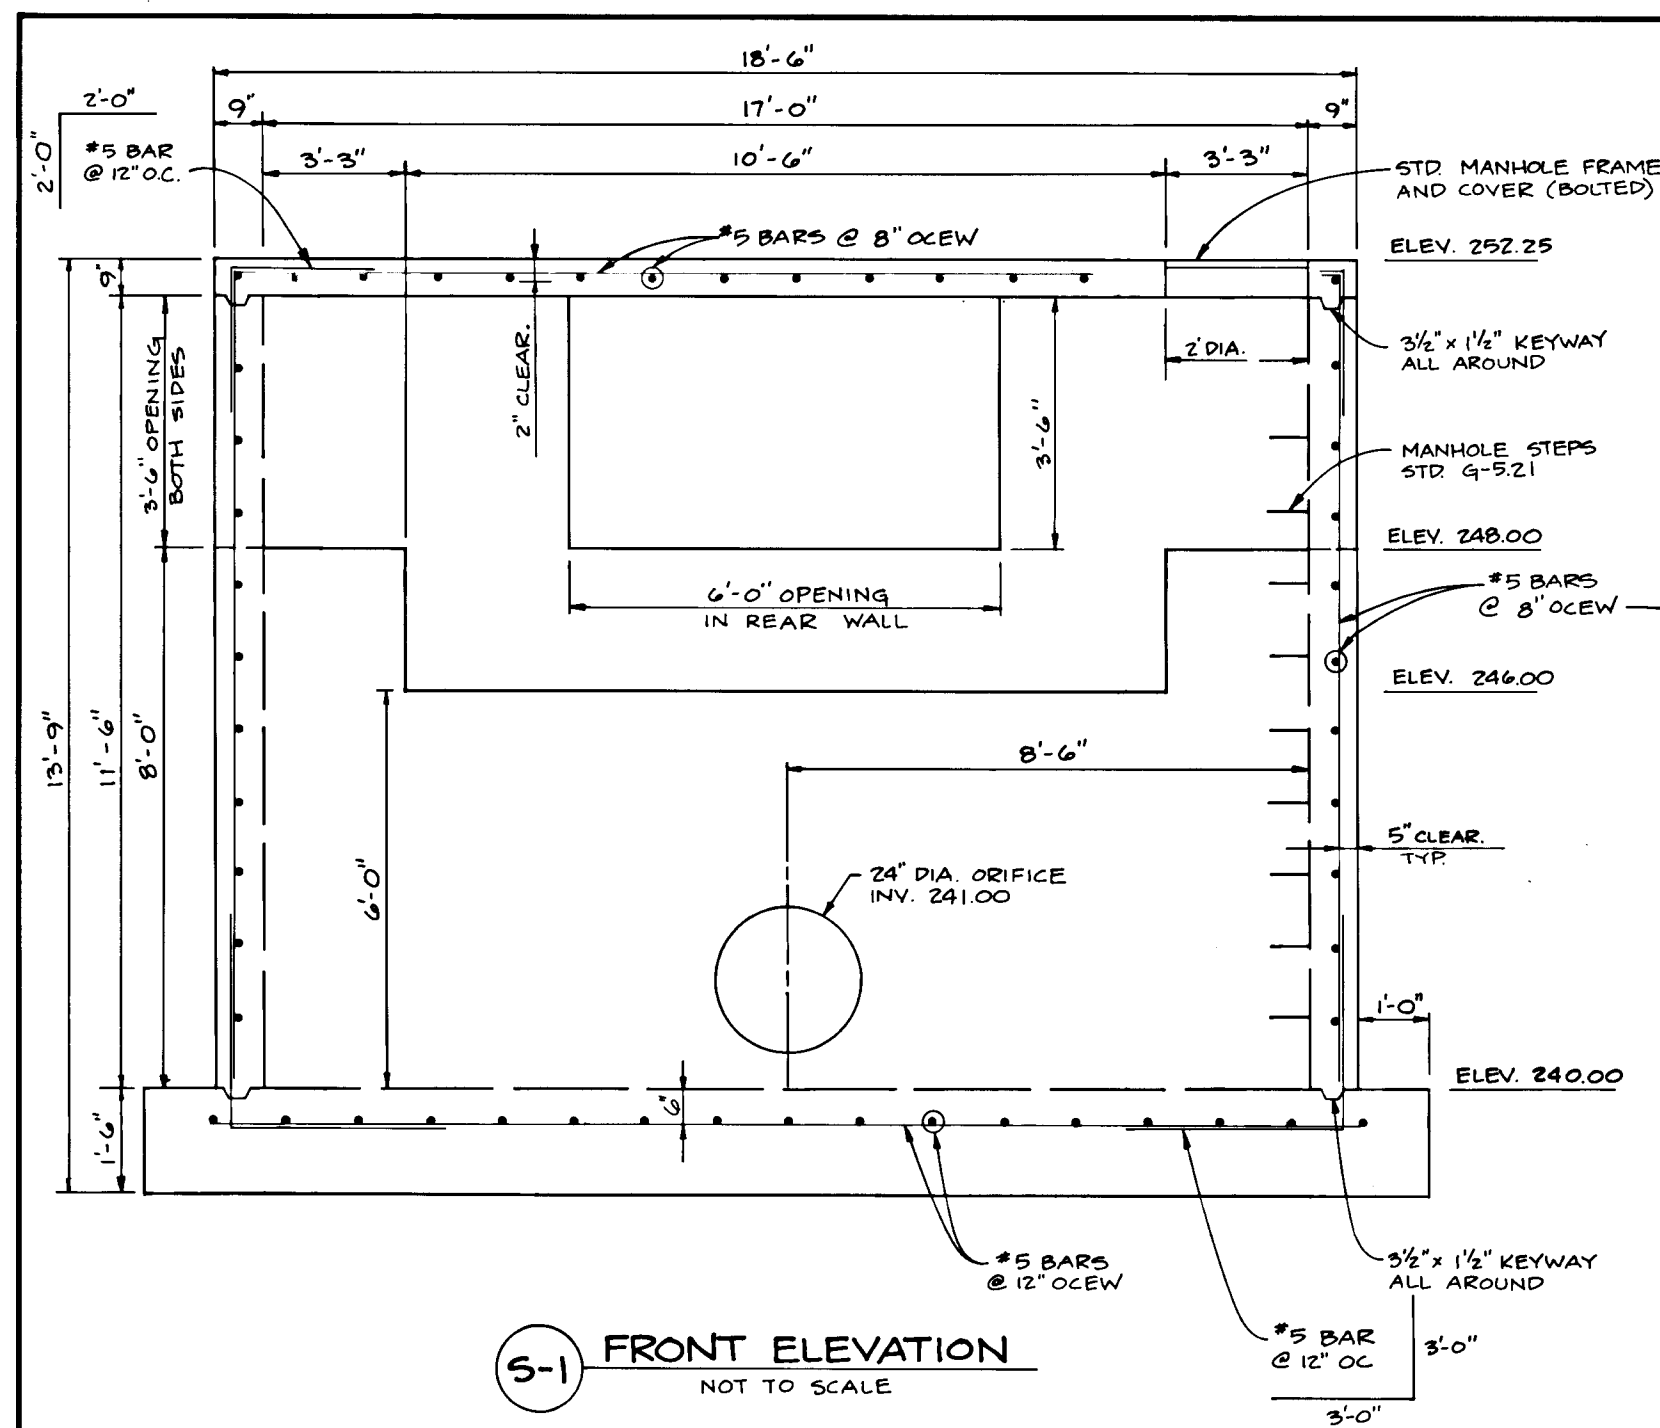 18'-6"
2'-0"
9"
17'-0"
9"
2'-0"
#5 BAR
@ 12" O.C.
3'-3"
10'-6"
3'-3"
STD. MANHOLE FRAME
AND COVER (BOLTED)
#5 BARS @ 8" OCEW
ELEV. 252.25
9"
3'-6" OPENING
BOTH SIDES
2" CLEAR.
2' DIA.
3½" x 1½" KEYWAY
ALL AROUND
3'-6"
MANHOLE STEPS
STD. G-5.21
ELEV. 248.00
6'-0" OPENING
IN REAR WALL
#5 BARS
@ 8" OCEW
ELEV. 246.00
13'-9"
11'-6"
8'-0"
8'-6"
5" CLEAR.
TYP.
6'-0"
24" DIA. ORIFICE
INV. 241.00
1'-0"
ELEV. 240.00
1'-6"
6"
#5 BARS
@ 12" OCEW
3½" x 1½" KEYWAY
ALL AROUND
#5 BAR
@ 12" OC
3'-0"
3'-0"
S-1
FRONT ELEVATION
NOT TO SCALE